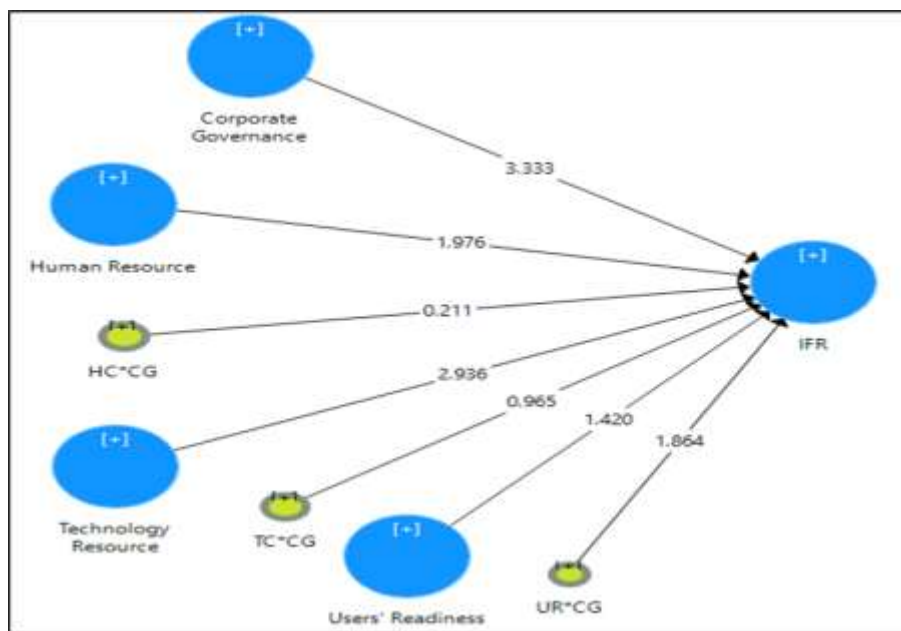 [+]
Corporate
Governance
3.333
[+]
Human Resource
1.976
[+]
IFR
[+]
HC*CG
0.211
[+]
Technology
Resource
2.936
[+]
TC*CG
0.965
[+]
Users' Readiness
1.420
[+]
UR*CG
1.864